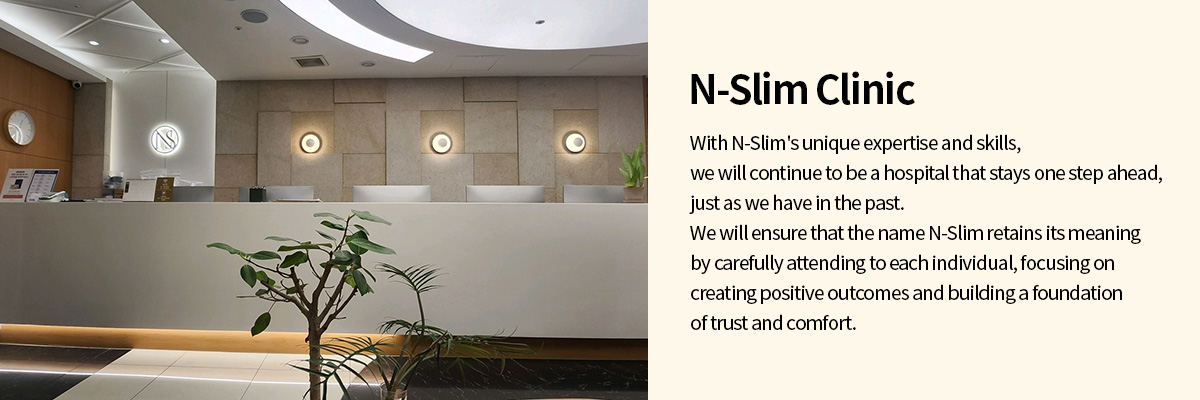 NS
N-Slim Clinic
With N-Slim's unique expertise and skills,
we will continue to be a hospital that stays one step ahead,
just as we have in the past.
We will ensure that the name N-Slim retains its meaning
by carefully attending to each individual, focusing on
creating positive outcomes and building a foundation
of trust and comfort.